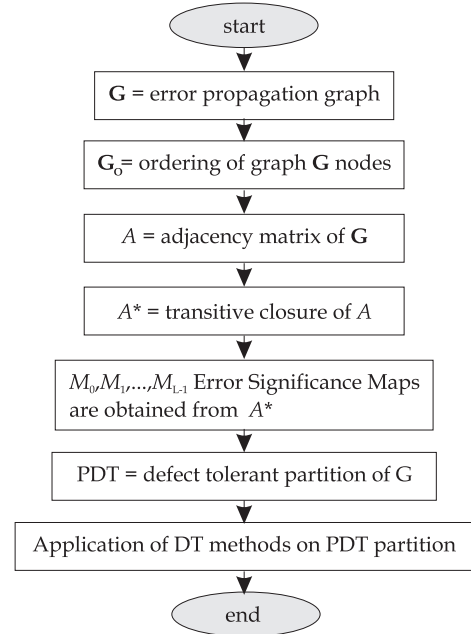 start
G = error propagation graph
Gₒ= ordering of graph G nodes
A = adjacency matrix of G
A* = transitive closure of A
M₀,M₁,...,M_L₋₁ Error Significance Maps
are obtained from A*
PDT = defect tolerant partition of G
Application of DT methods on PDT partition
end